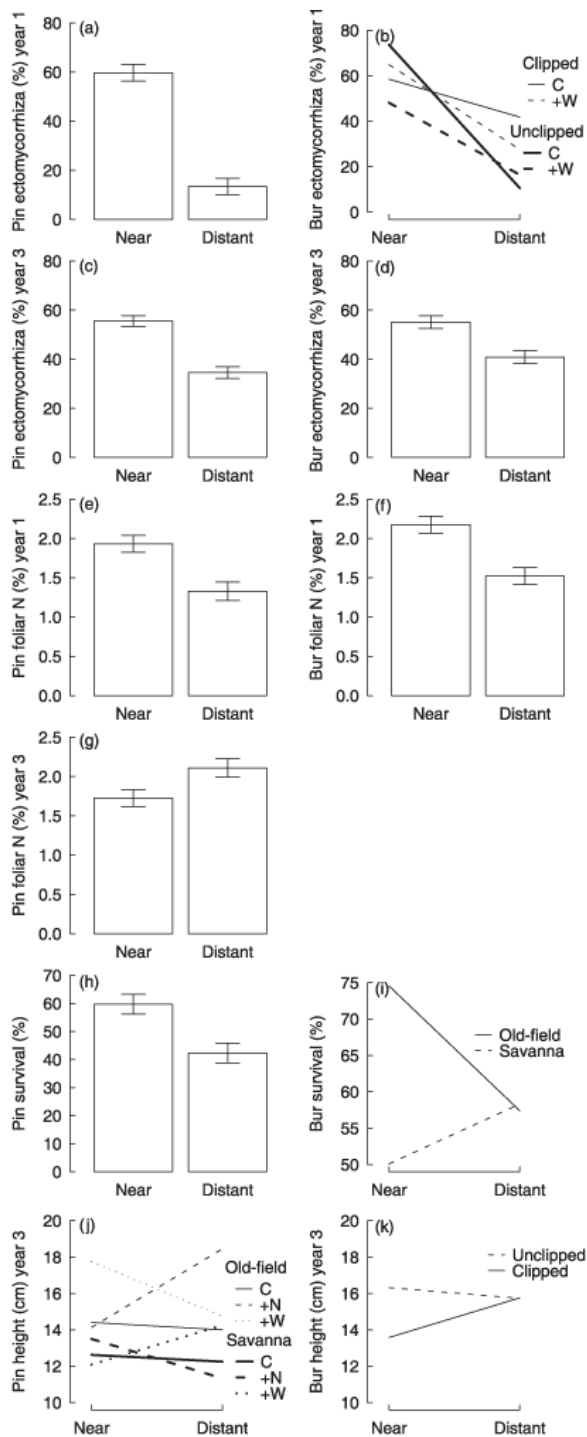 (a)
Pin ectomycorrhiza (%) year 1
80
60
40
20
0
Near Distant
(b)
Bur ectomycorrhiza (%) year 1
80
60
40
20
0
Clipped
C
+W
Unclipped
C
+W
Near Distant
(c)
Pin ectomycorrhiza (%) year 3
80
60
40
20
0
Near Distant
(d)
Bur ectomycorrhiza (%) year 3
80
60
40
20
0
Near Distant
(e)
Pin foliar N (%) year 1
2.5
2.0
1.5
1.0
0.5
0.0
Near Distant
(f)
Bur foliar N (%) year 1
2.5
2.0
1.5
1.0
0.5
0.0
Near Distant
(g)
Pin foliar N (%) year 3
2.5
2.0
1.5
1.0
0.5
0.0
Near Distant
(h)
Pin survival (%)
70
60
50
40
30
20
10
0
Near Distant
(i)
Bur survival (%)
75
70
65
60
55
50
Old-field
Savanna
Near Distant
(j)
Pin height (cm) year 3
20
18
16
14
12
10
Old-field
C
+N
+W
Savanna
C
+N
+W
Near Distant
(k)
Bur height (cm) year 3
20
18
16
14
12
10
Unclipped
Clipped
Near Distant